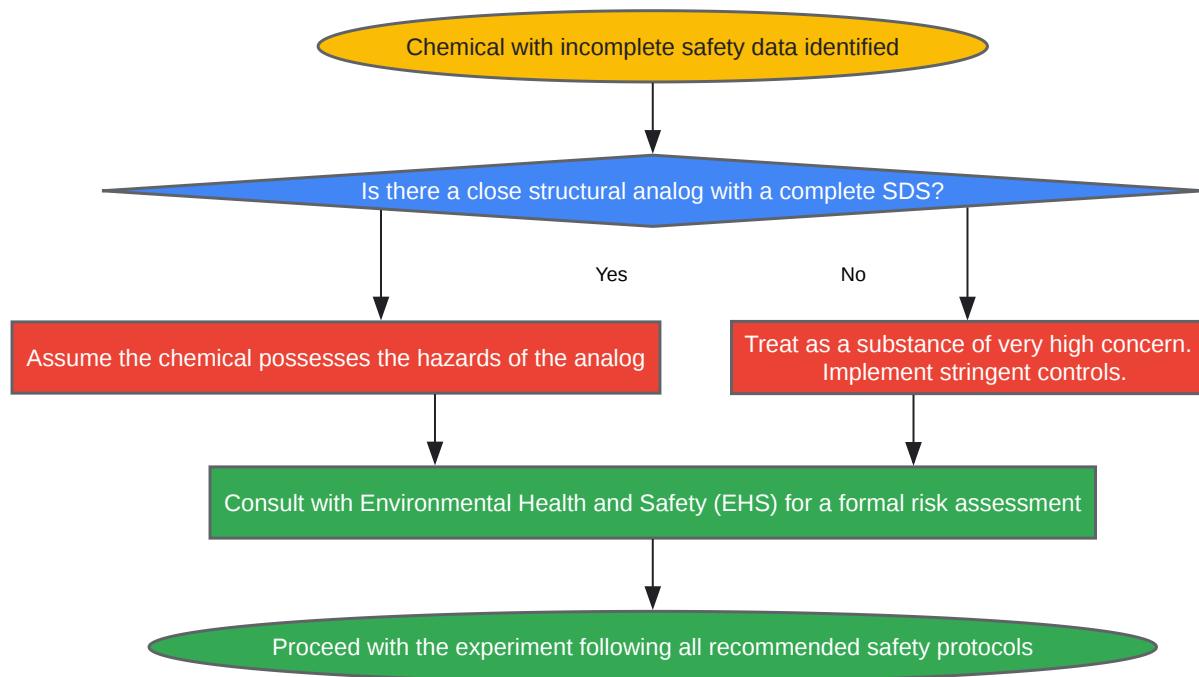 Chemical with incomplete safety data identified
Is there a close structural analog with a complete SDS?
Yes
No
Assume the chemical possesses the hazards of the analog
Treat as a substance of very high concern.
Implement stringent controls.
Consult with Environmental Health and Safety (EHS) for a formal risk assessment
Proceed with the experiment following all recommended safety protocols